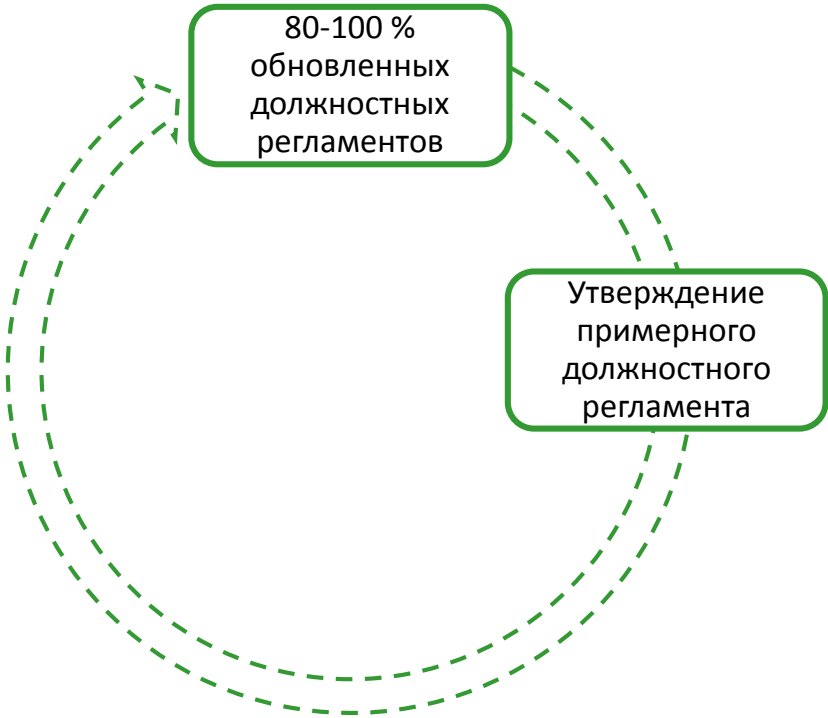 80-100 %
обновленных
должностных
регламентов
Утверждение
примерного
должностного
регламента